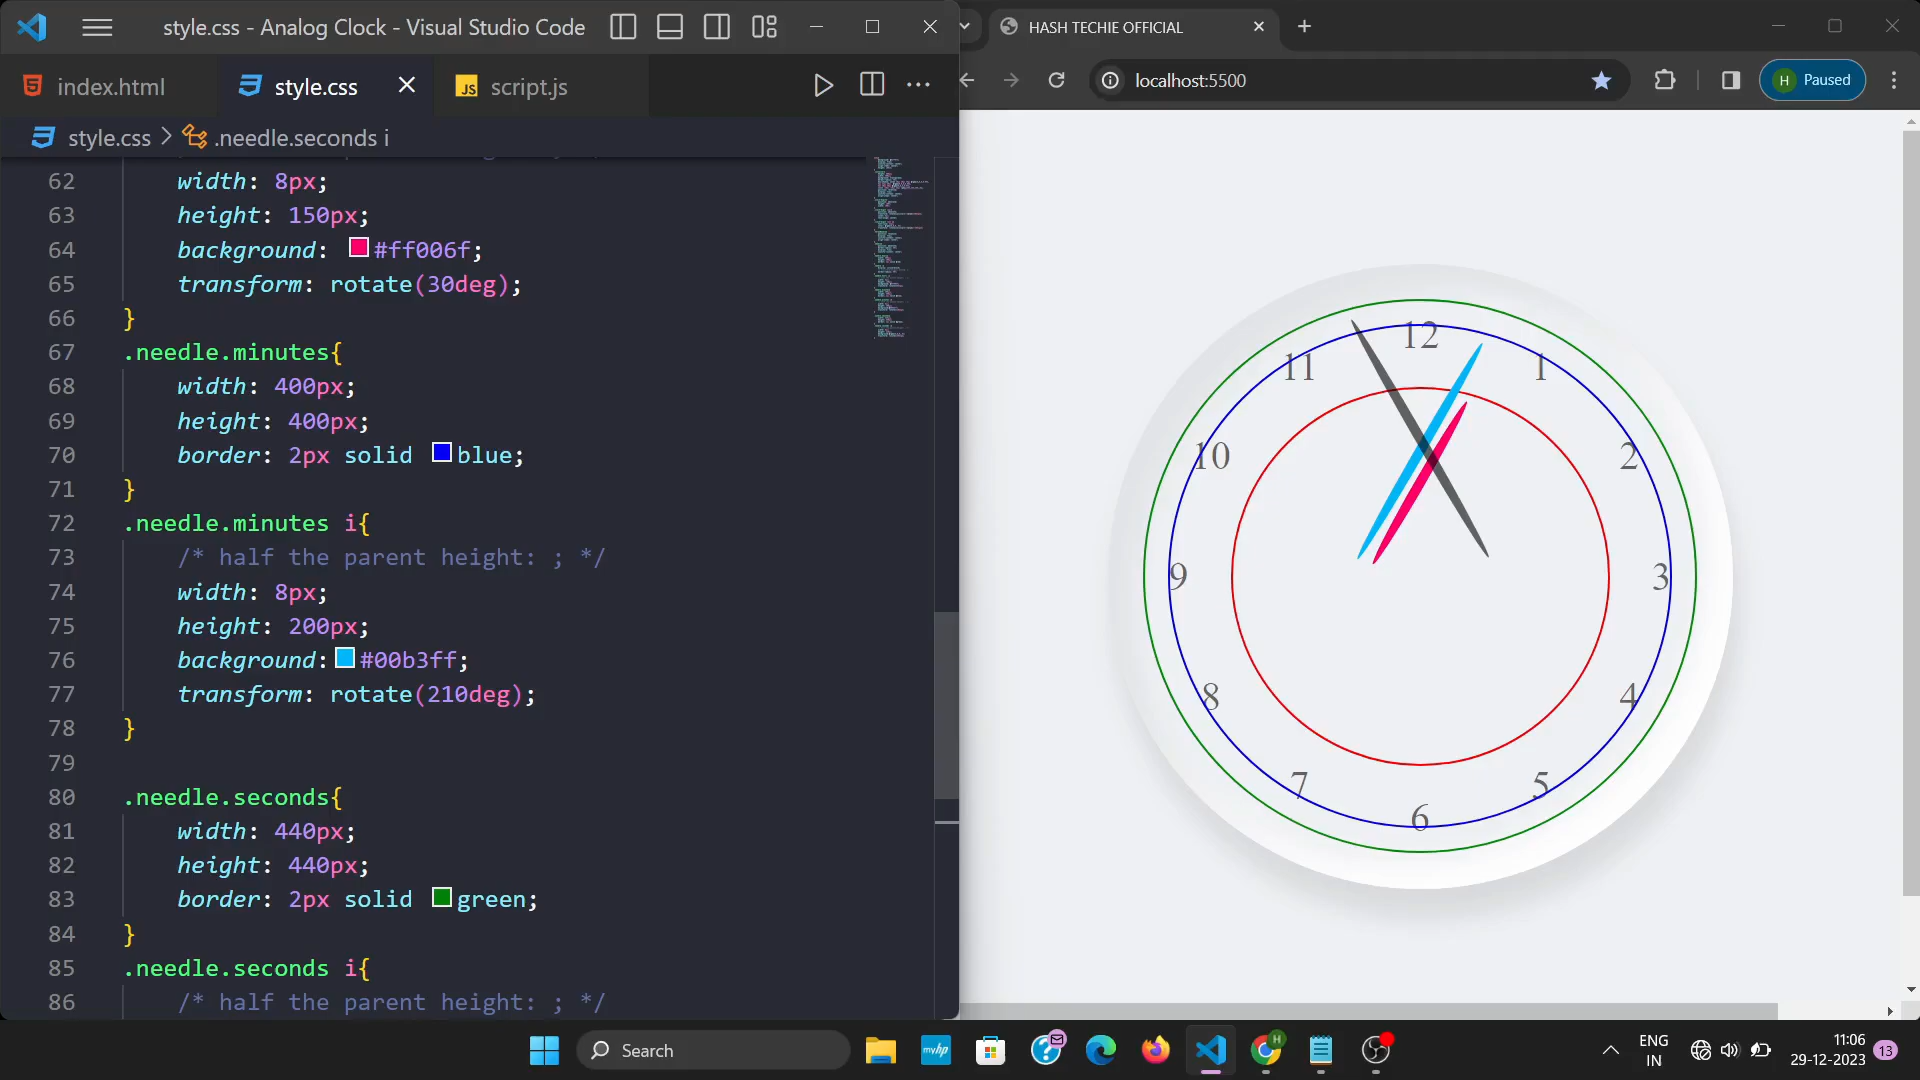 style.css - Analog Clock - Visual Studio Code
index.html
style.css
JS script.js
style.css > .needle.seconds i
62 width: 8px;
63 height: 150px;
64 background: #ff006f;
65 transform: rotate(30deg);
66 }
67 .needle.minutes{
68 width: 400px;
69 height: 400px;
70 border: 2px solid blue;
71 }
72 .needle.minutes i{
73 /* half the parent height: ; */
74 width: 8px;
75 height: 200px;
76 background: #00b3ff;
77 transform: rotate(210deg);
78 }
79
80 .needle.seconds{
81 width: 440px;
82 height: 440px;
83 border: 2px solid green;
84 }
85 .needle.seconds i{
86 /* half the parent height: ; */
HASH TECHIE OFFICIAL
localhost:5500
H Paused
12
11
1
10
2
9
3
8
4
7
5
6
Search
myhp
H
ENG
IN
11:06
29-12-2023
13